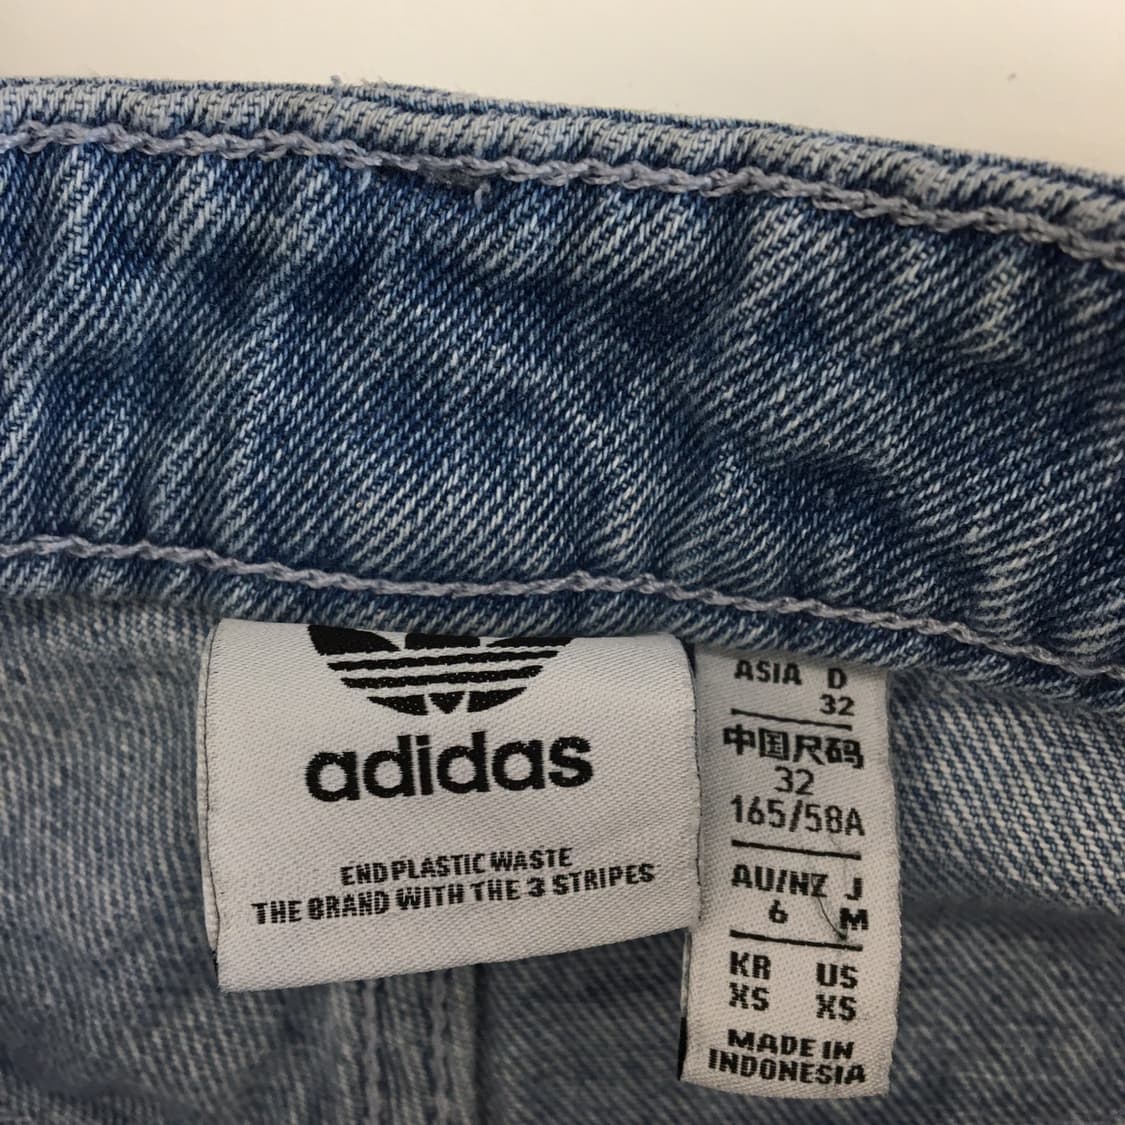 adidas
END PLASTIC WASTE
THE BRAND WITH THE 3 STRIPES
ASIA D
32
中国尺码
32
165/58A
AU/NZ J
6 M
KR US
XS XS
MADE IN
INDONESIA